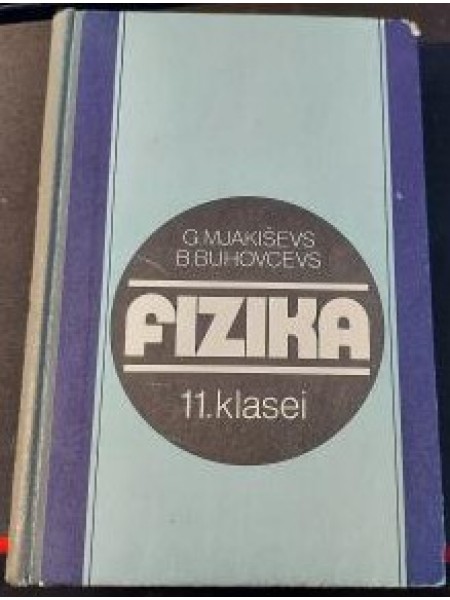 G.MJAKIŠEVS
B.BUHOVCEVS
FIZIKA
11.klasei